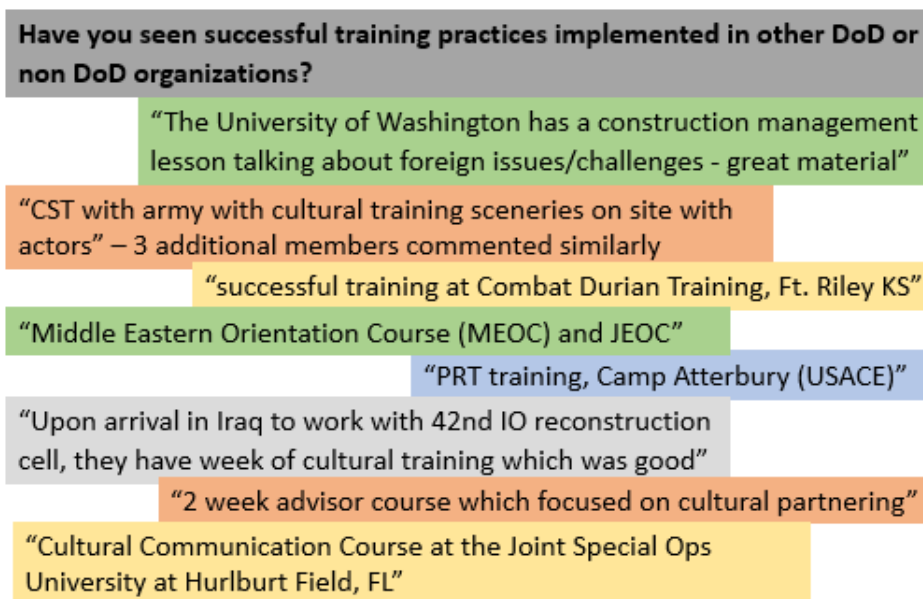 Have you seen successful training practices implemented in other DoD or
non DoD organizations?
“The University of Washington has a construction management
lesson talking about foreign issues/challenges - great material”
“CST with army with cultural training sceneries on site with
actors” – 3 additional members commented similarly
“successful training at Combat Durian Training, Ft. Riley KS”
“Middle Eastern Orientation Course (MEOC) and JEOC”
“PRT training, Camp Atterbury (USACE)”
“Upon arrival in Iraq to work with 42nd IO reconstruction
cell, they have week of cultural training which was good”
“2 week advisor course which focused on cultural partnering”
“Cultural Communication Course at the Joint Special Ops
University at Hurlburt Field, FL”